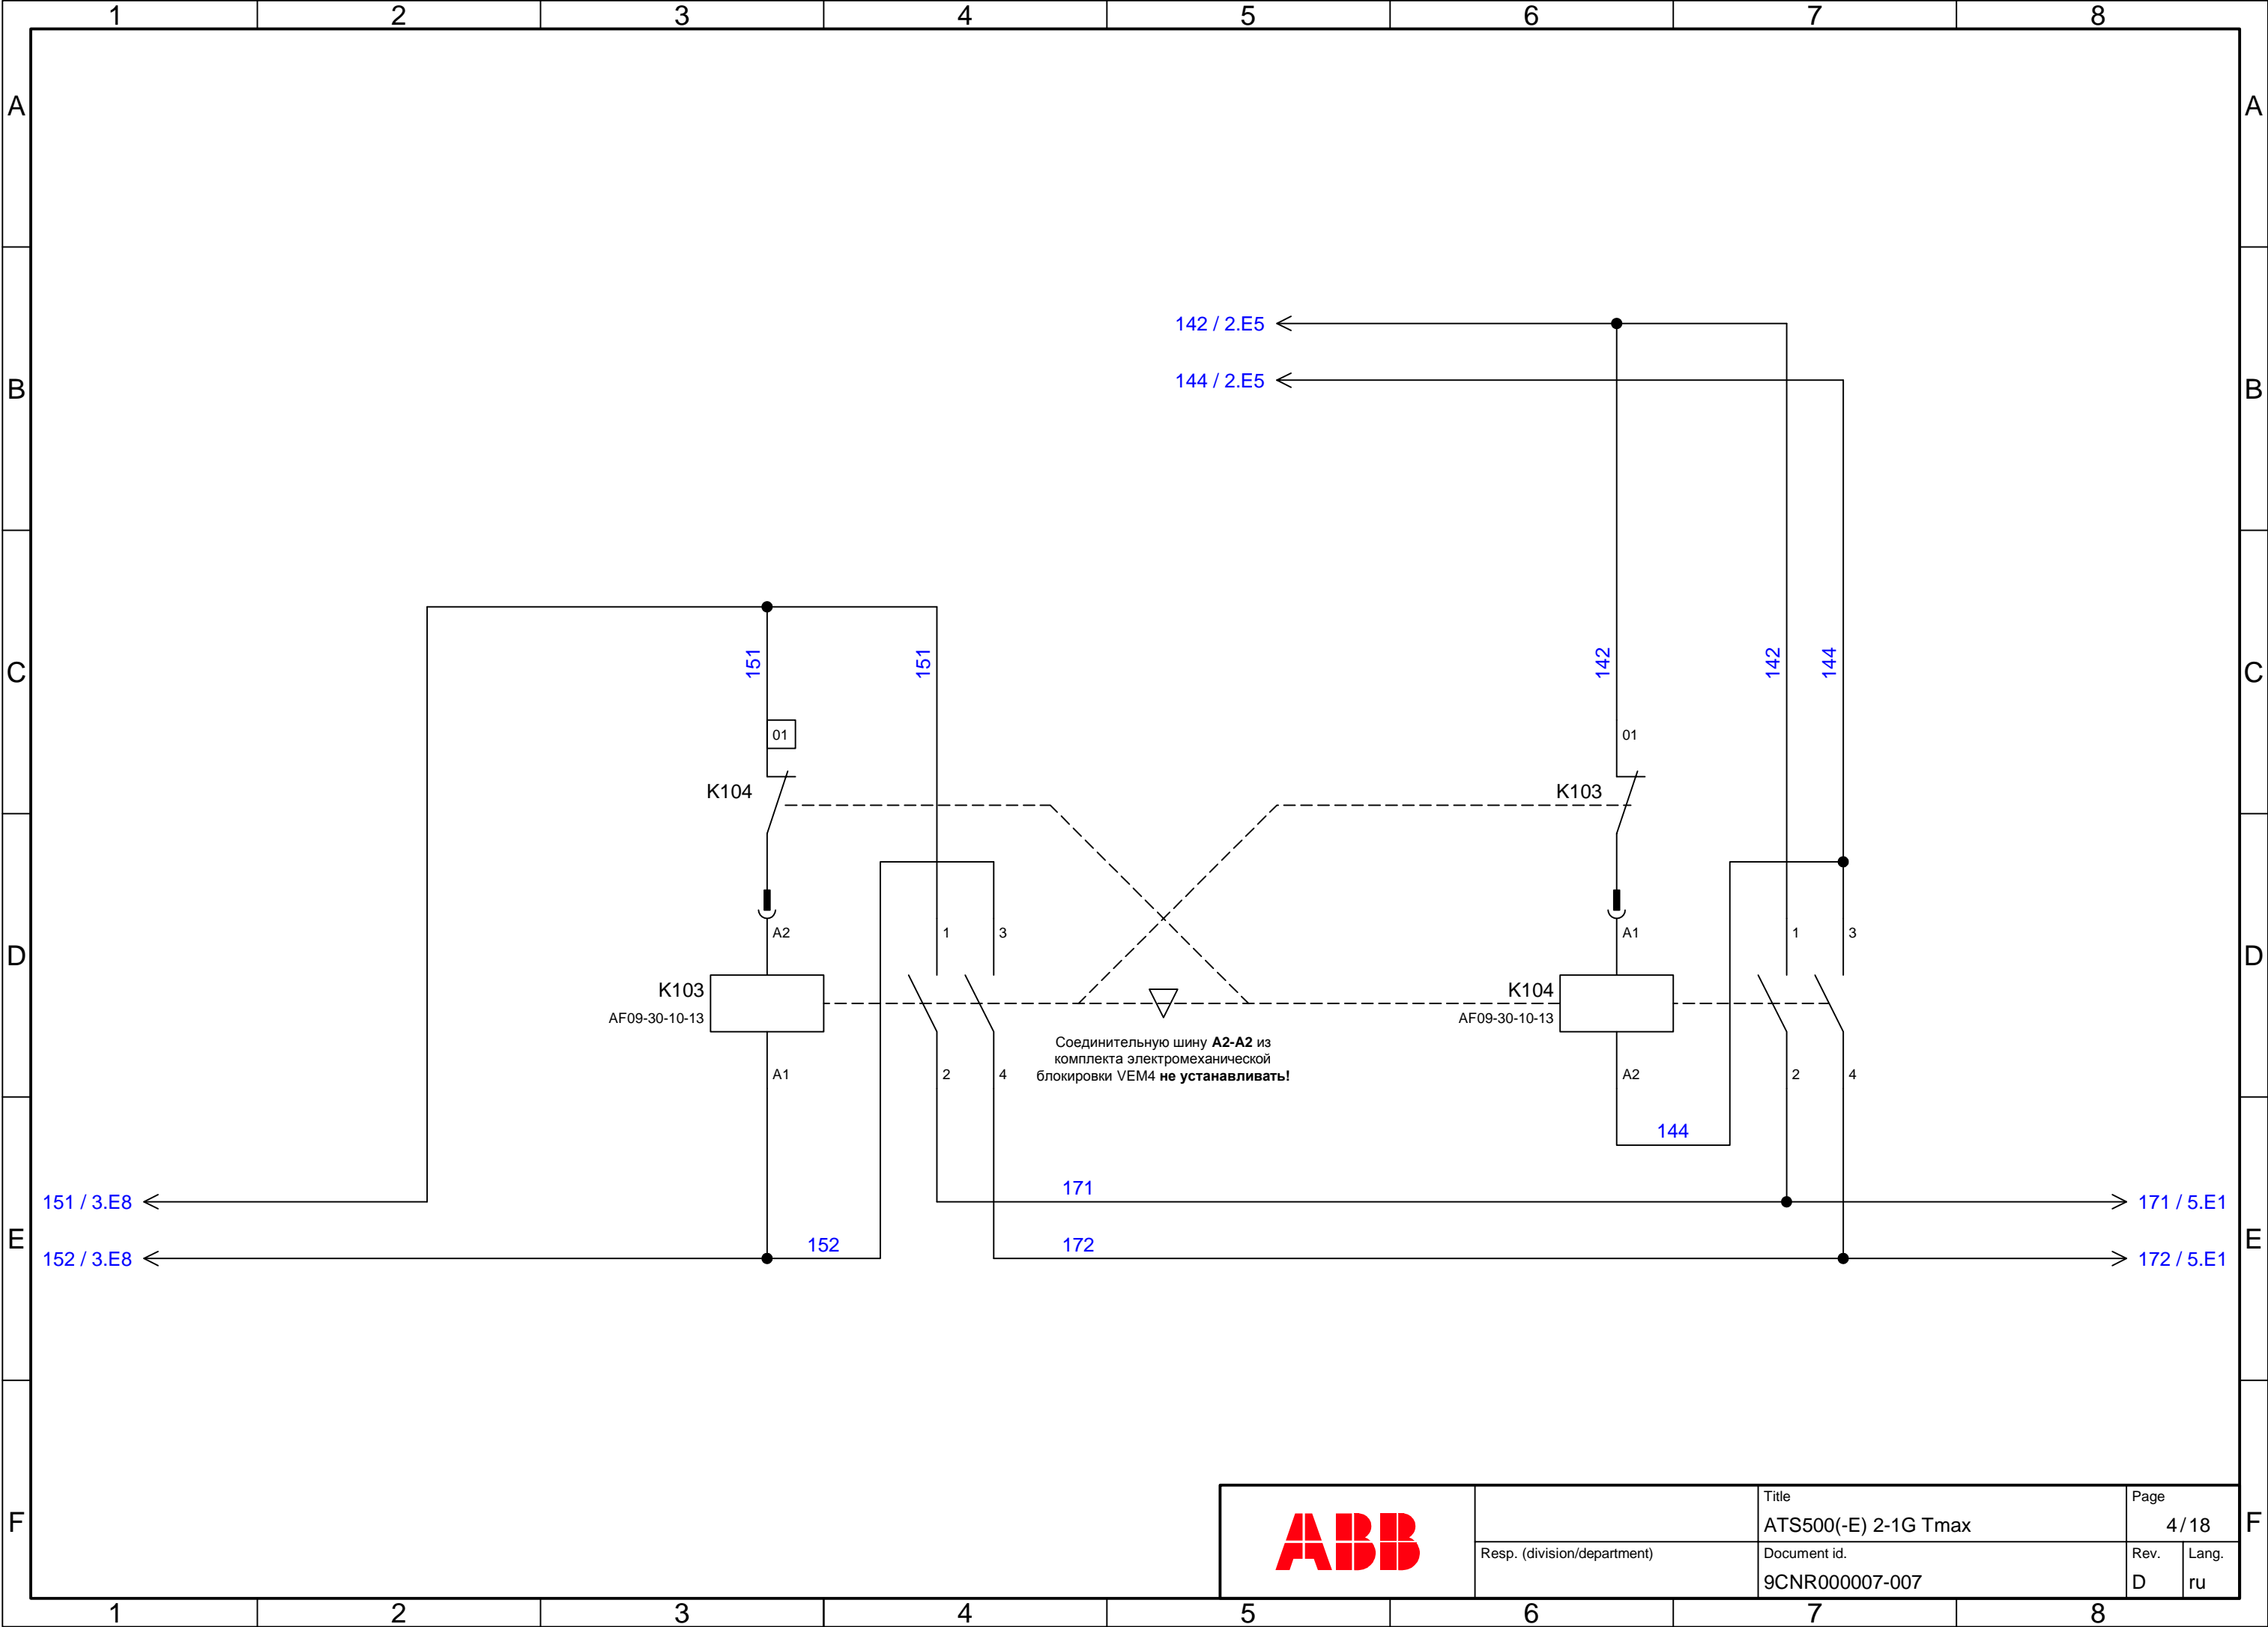 1 2 3 4 5 6 7 8
A A
142 / 2.E5
144 / 2.E5
B B
151 151 142 142 144
C C
01 01
K104 K103
A2 1 3 A1 1 3
D D
K103 K104
AF09-30-10-13 AF09-30-10-13
Соединительную шину A2-A2 из
комплекта электромеханической
блокировки VEM4 не устанавливать!
A1 2 4 A2 2 4
144
171
151 / 3.E8 171 / 5.E1
E E
152 172
152 / 3.E8 172 / 5.E1
ABB
Title
ATS500(-E) 2-1G Tmax
Page
4/18
F F
Resp. (division/department)
Document id.
9CNR000007-007
Rev.
D
Lang.
ru
1 2 3 4 5 6 7 8